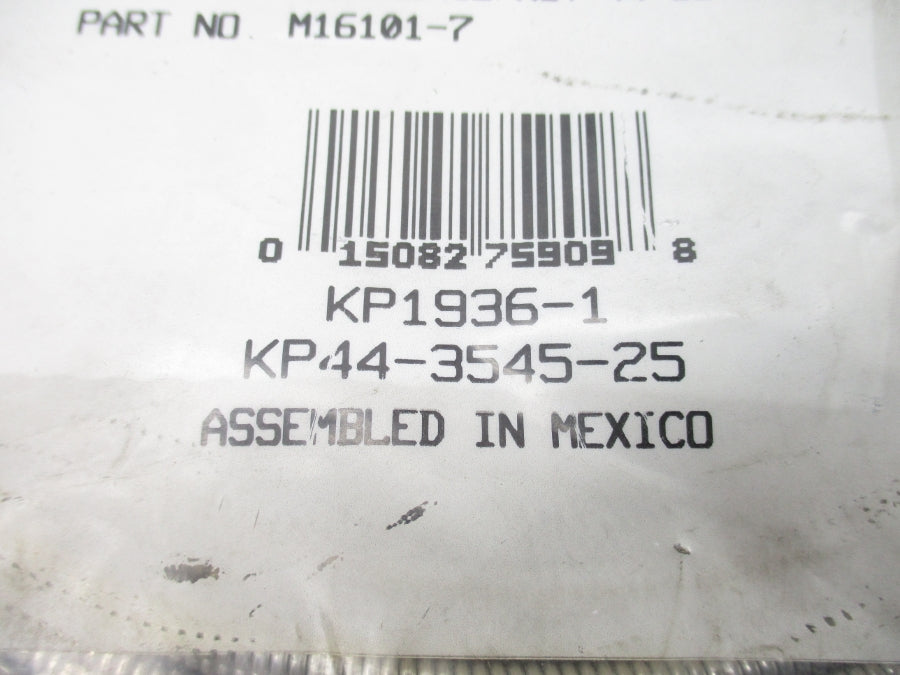 PART NO. M16101-7
0 15082 75909 8
KP1936-1
KP44-3545-25
ASSEMBLED IN MEXICO